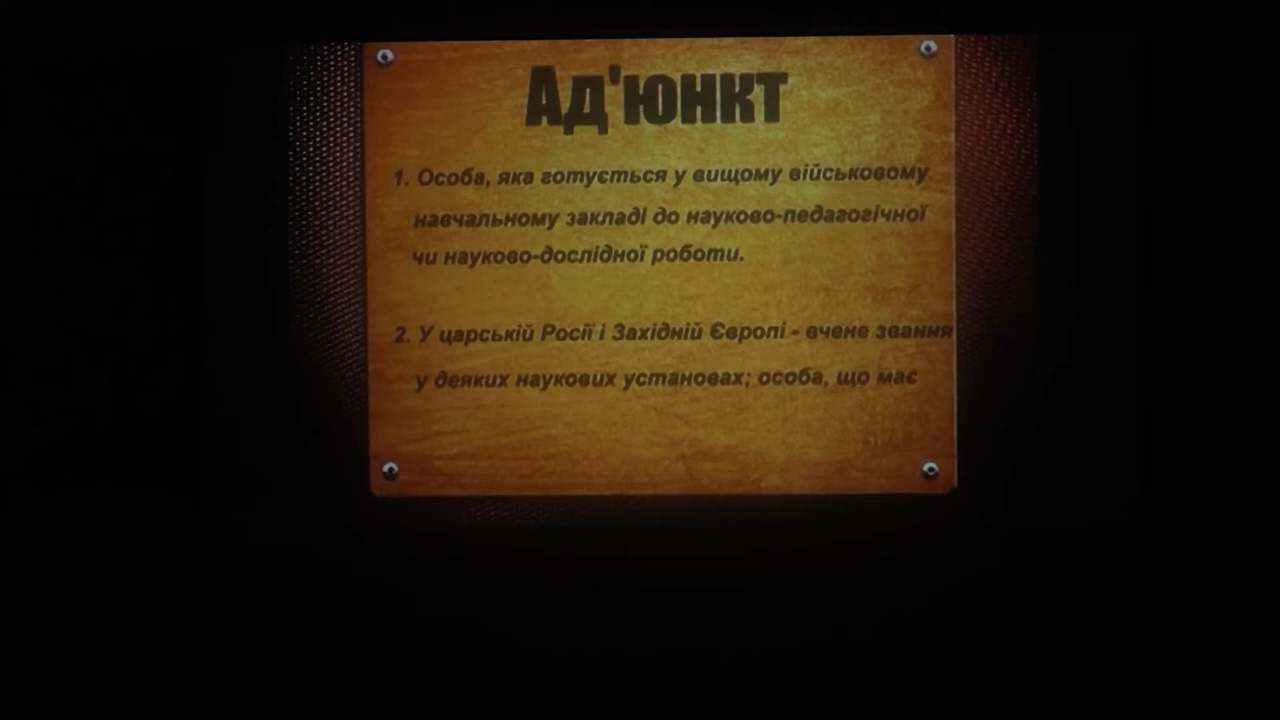 Ад'юнкт
1. Особа, яка готується у вищому військовому
навчальному закладі до науково-педагогічної
чи науково-дослідної роботи.
2. У царській Росії і Західній Європі - вчене звання
у деяких наукових установах; особа, що має